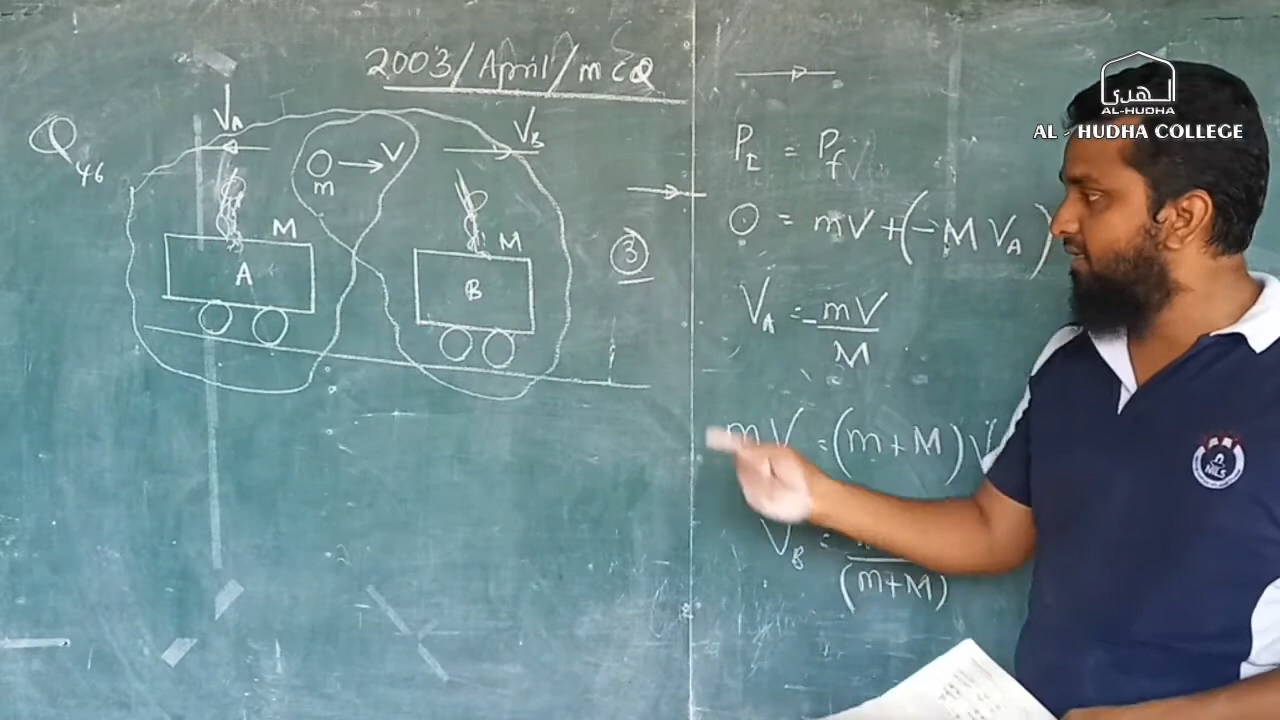 2003/April/mcQ
Q46
VA
m
V
VB
M
A
M
B
3
Pi = Pf
0 = mV + (-M VA)
VA = - mV
M
mV = (m+M)V
VB =
(m+M)
الهدى
AL-HUDHA
AL - HUDHA COLLEGE
NILS